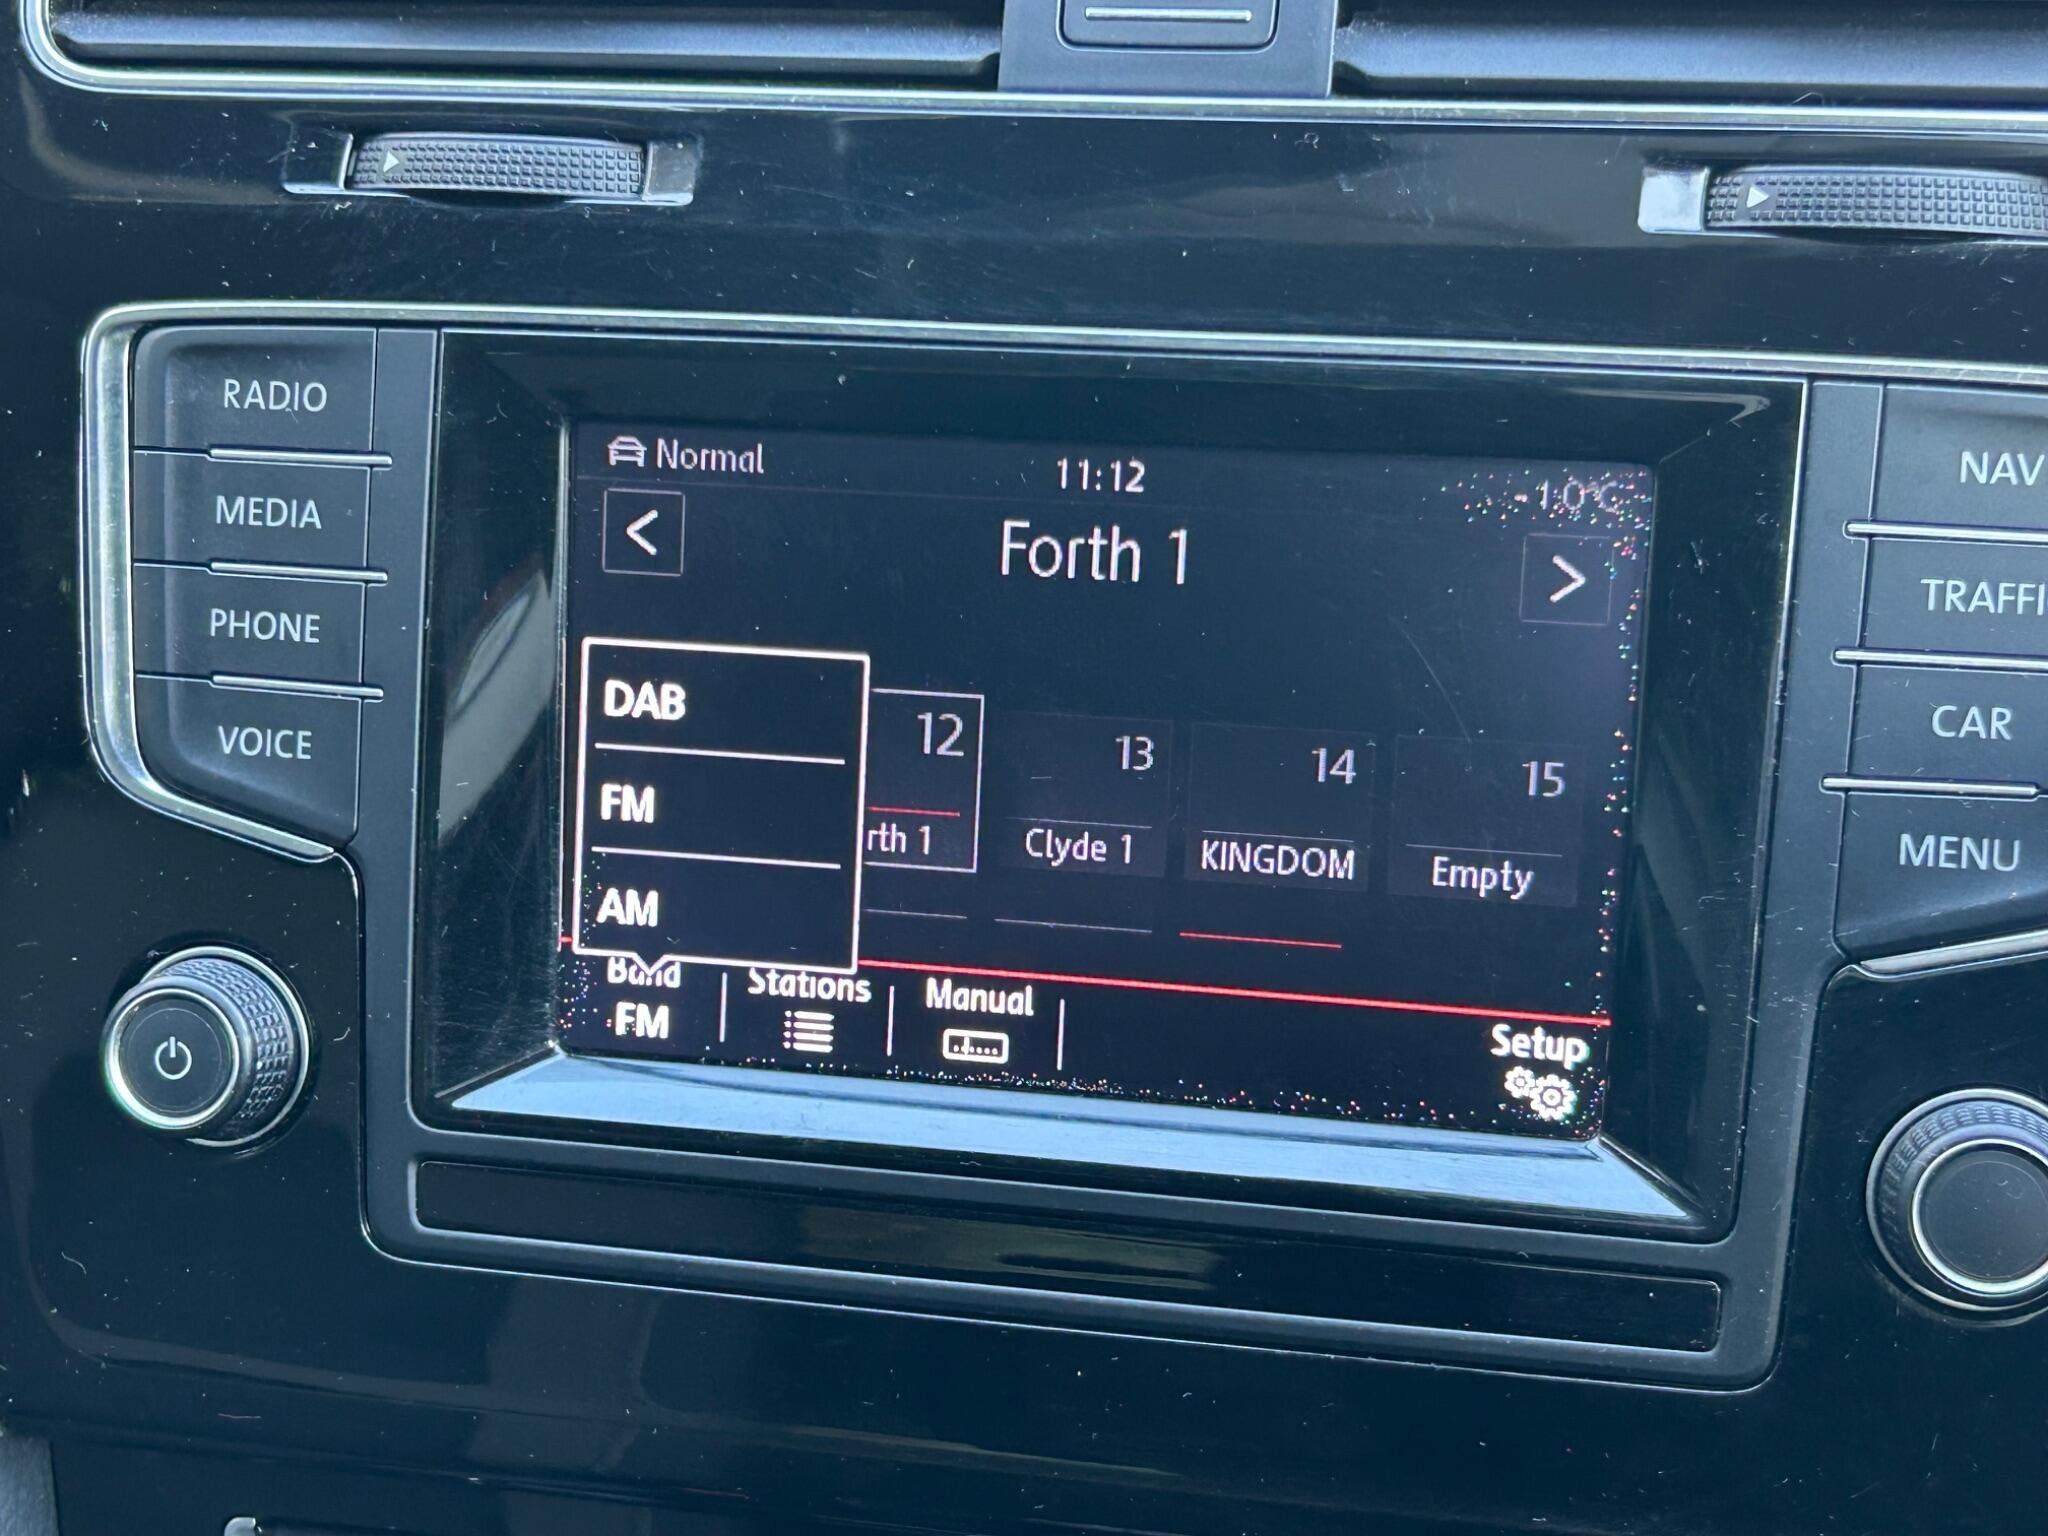 RADIO
MEDIA
PHONE
VOICE
Normal
11:12
-10°C
Forth 1
<
>
DAB
FM
AM
12
rth 1
13
Clyde 1
14
KINGDOM
15
Empty
Band
FM
Stations
Manual
Setup
NAV
TRAFFI
CAR
MENU